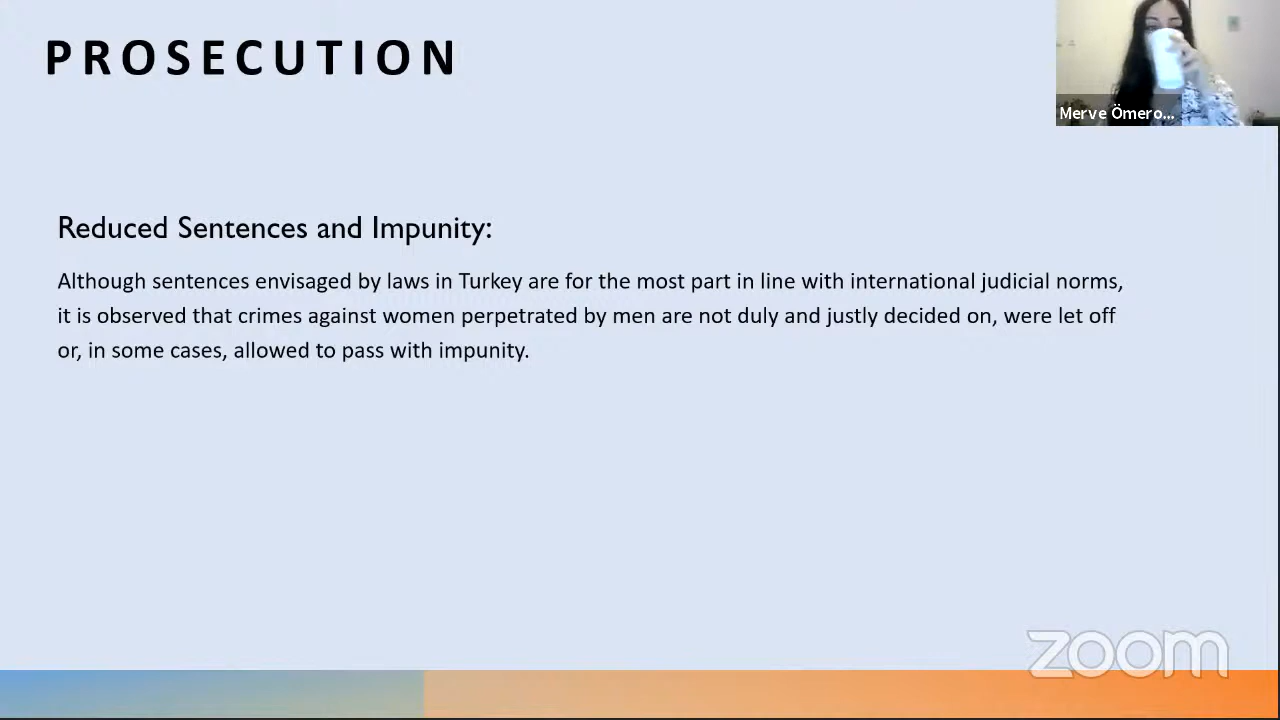 PROSECUTION
Merve Ömero...
Reduced Sentences and Impunity:
Although sentences envisaged by laws in Turkey are for the most part in line with international judicial norms,
it is observed that crimes against women perpetrated by men are not duly and justly decided on, were let off
or, in some cases, allowed to pass with impunity.
zoom